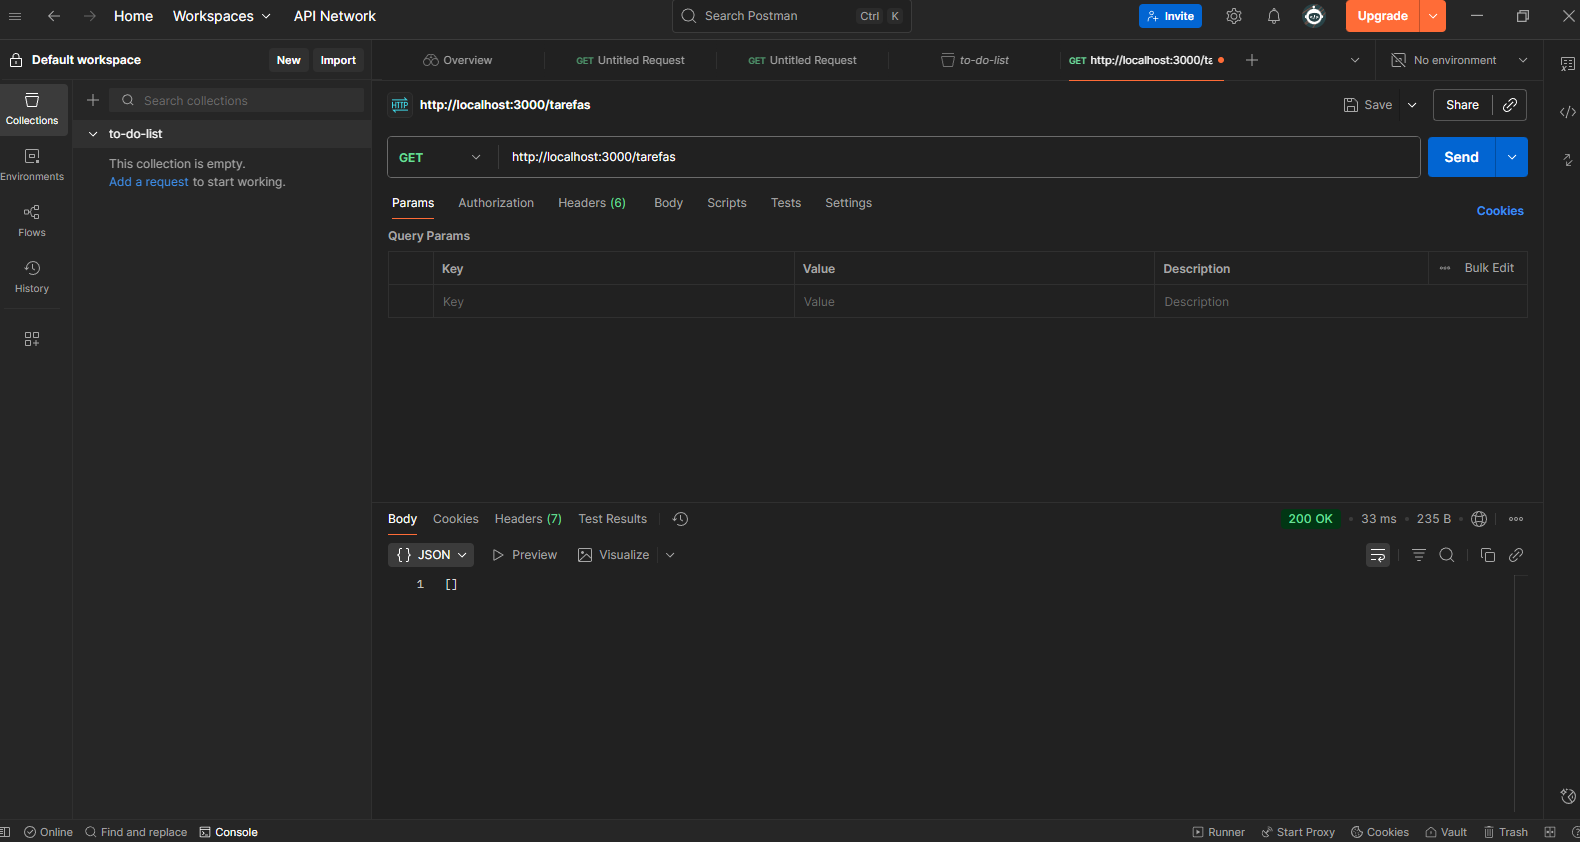 Home Workspaces API Network Search Postman Ctrl K Invite Upgrade
Default workspace New Import
Overview GET Untitled Request GET Untitled Request to-do-list GET http://localhost:3000/ta No environment
Search collections
Collections
Environments
Flows
History
to-do-list
This collection is empty.
Add a request to start working.
HTTP http://localhost:3000/tarefas Save Share
GET http://localhost:3000/tarefas Send
Params Authorization Headers (6) Body Scripts Tests Settings Cookies
Query Params
Key Value Description Bulk Edit
Key Value Description
Body Cookies Headers (7) Test Results 200 OK • 33 ms • 235 B •
{} JSON Preview Visualize
1 []
Online Find and replace Console Runner Start Proxy Cookies Vault Trash